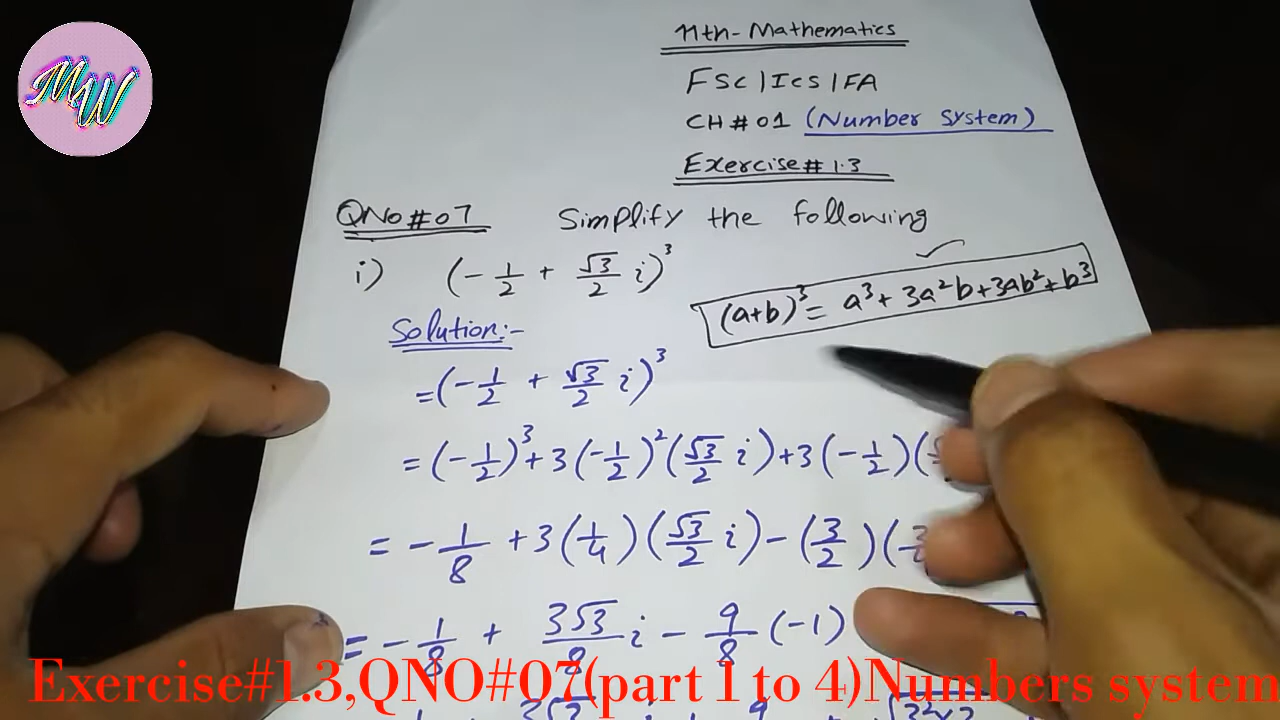 MW
11th-Mathematics
FSC | Ics | FA
CH # 01 (Number system)
Exercise# 1.3
QNO#07 Simplify the following
i) (-1/2 + √3/2 i)³
(a+b)³ = a³ + 3a²b + 3ab² + b³
Solution:-
= (-1/2 + √3/2 i)³
= (-1/2)³ + 3(-1/2)²(√3/2 i) + 3(-1/2)(
= -1/8 + 3(1/4)(√3/2 i) - (3/2)(
= -1/8 + 3√3/8 i - 9/8 (-1)
Exercise#1.3,QNO#07(part 1 to 4)Numbers system